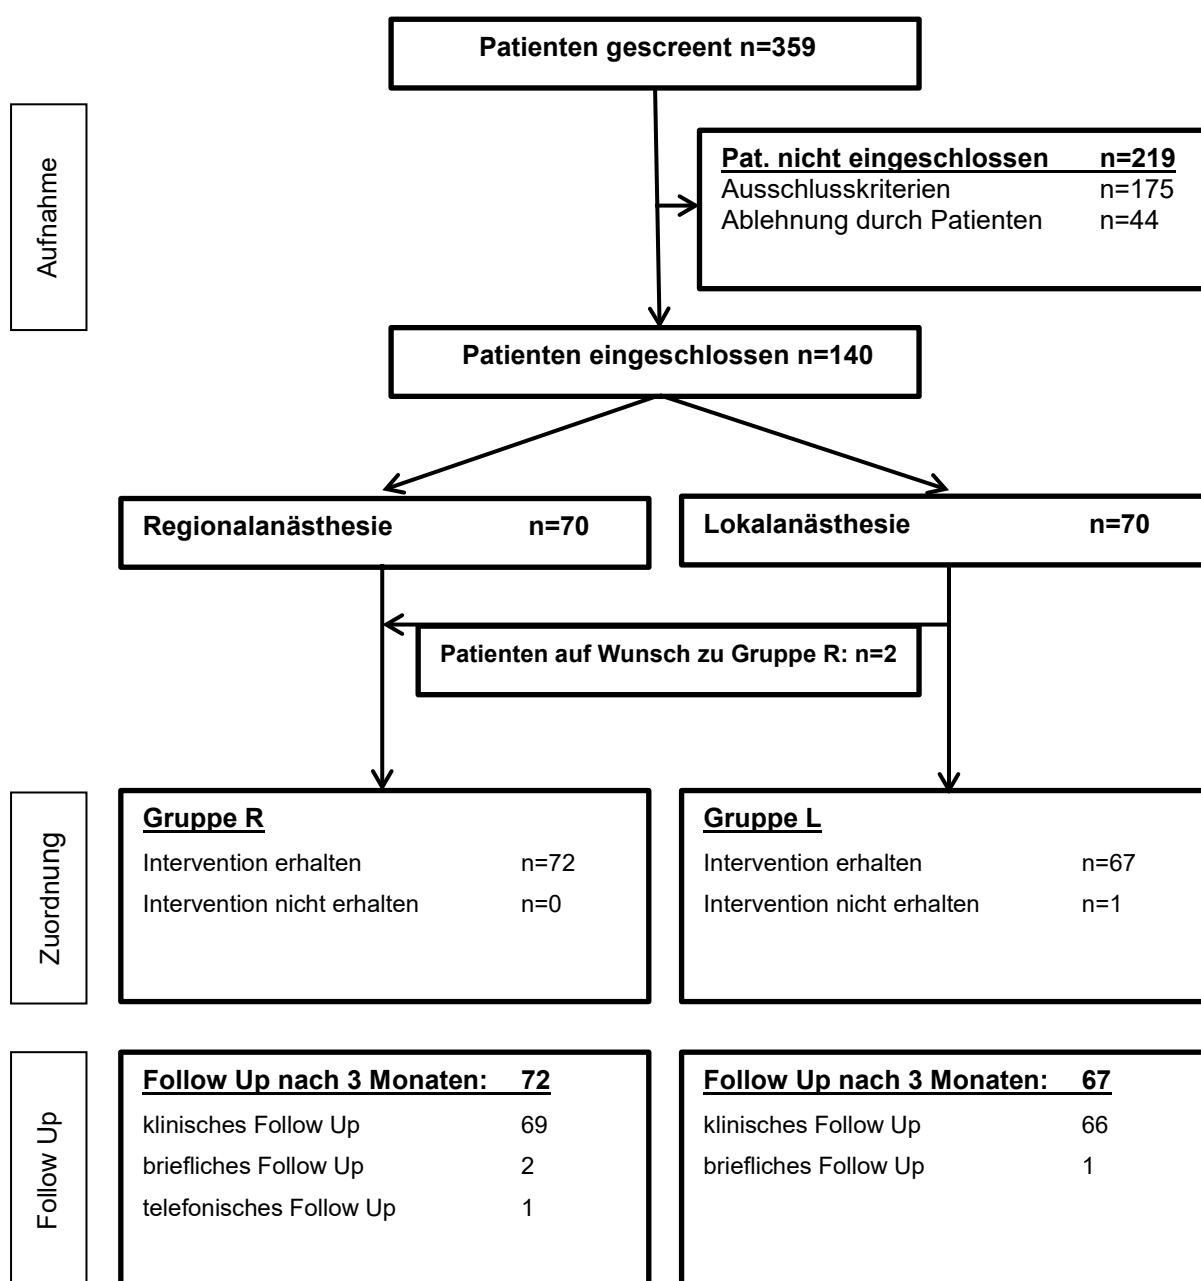 Patienten gescreent n=359
Aufnahme
Pat. nicht eingeschlossen n=219
Ausschlusskriterien n=175
Ablehnung durch Patienten n=44
Patienten eingeschlossen n=140
Regionalanästhesie n=70
Lokalanästhesie n=70
Patienten auf Wunsch zu Gruppe R: n=2
Zuordnung
Gruppe R
Intervention erhalten n=72
Intervention nicht erhalten n=0
Gruppe L
Intervention erhalten n=67
Intervention nicht erhalten n=1
Follow Up
Follow Up nach 3 Monaten: 72
klinisches Follow Up 69
briefliches Follow Up 2
telefonisches Follow Up 1
Follow Up nach 3 Monaten: 67
klinisches Follow Up 66
briefliches Follow Up 1